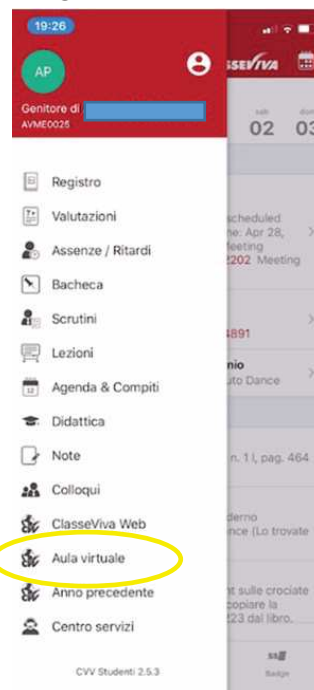 19:26
AP
Genitore di
AVME0025
Registro
Valutazioni
Assenze / Ritardi
Bacheca
Scrutini
Lezioni
Agenda & Compiti
Didattica
Note
Colloqui
ClasseViva Web
Aula virtuale
Anno precedente
Centro servizi
CVV Studenti 2.5.3
SSEVIVA
sab
02
03
scheduled
ne: Apr 28,
Meeting
2202 Meeting
4891
nio
uto Dance
n. 1 l, pag. 464
derno
nce (Lo trovate
nt sulle crociate
copiare la
223 dal libro.
Badge